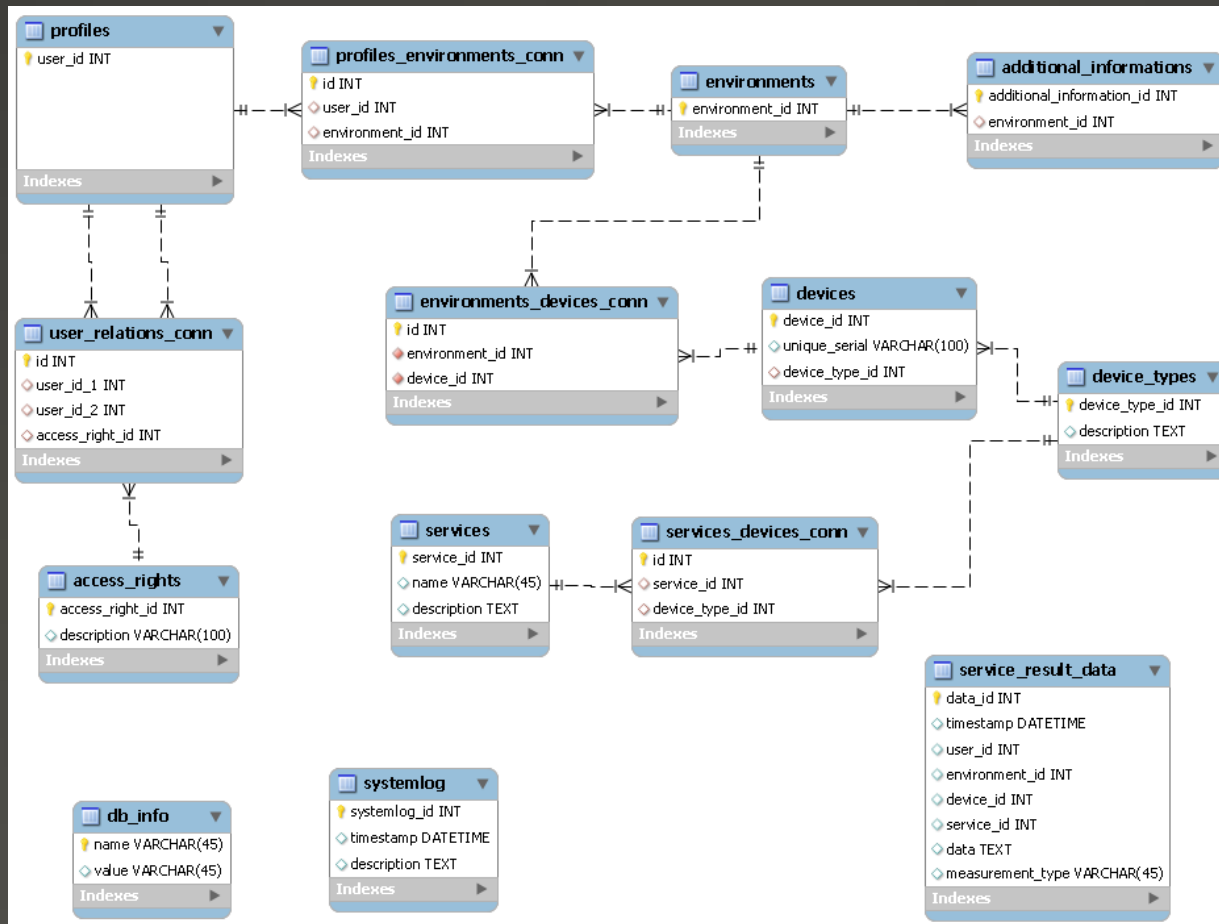 profiles
user_id INT
Indexes
profiles_environments_conn
id INT
user_id INT
environment_id INT
Indexes
environments
environment_id INT
Indexes
additional_informations
additional_information_id INT
environment_id INT
Indexes
user_relations_conn
id INT
user_id_1 INT
user_id_2 INT
access_right_id INT
Indexes
environments_devices_conn
id INT
environment_id INT
device_id INT
Indexes
devices
device_id INT
unique_serial VARCHAR(100)
device_type_id INT
Indexes
device_types
device_type_id INT
description TEXT
Indexes
access_rights
access_right_id INT
description VARCHAR(100)
Indexes
services
service_id INT
name VARCHAR(45)
description TEXT
Indexes
services_devices_conn
id INT
service_id INT
device_type_id INT
Indexes
service_result_data
data_id INT
timestamp DATETIME
user_id INT
environment_id INT
device_id INT
service_id INT
data TEXT
measurement_type VARCHAR(45)
Indexes
db_info
name VARCHAR(45)
value VARCHAR(45)
Indexes
systemlog
systemlog_id INT
timestamp DATETIME
description TEXT
Indexes